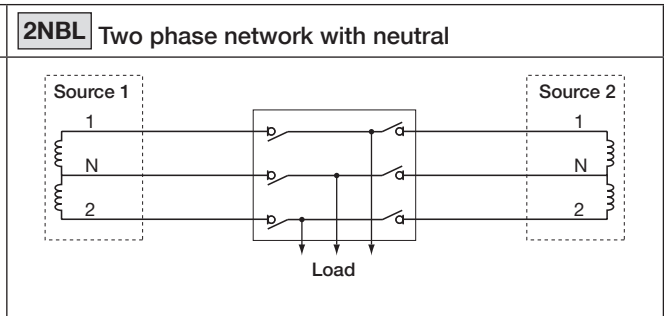 2NBL Two phase network with neutral
Source 1 Source 2
1 1
N N
2 2
Load